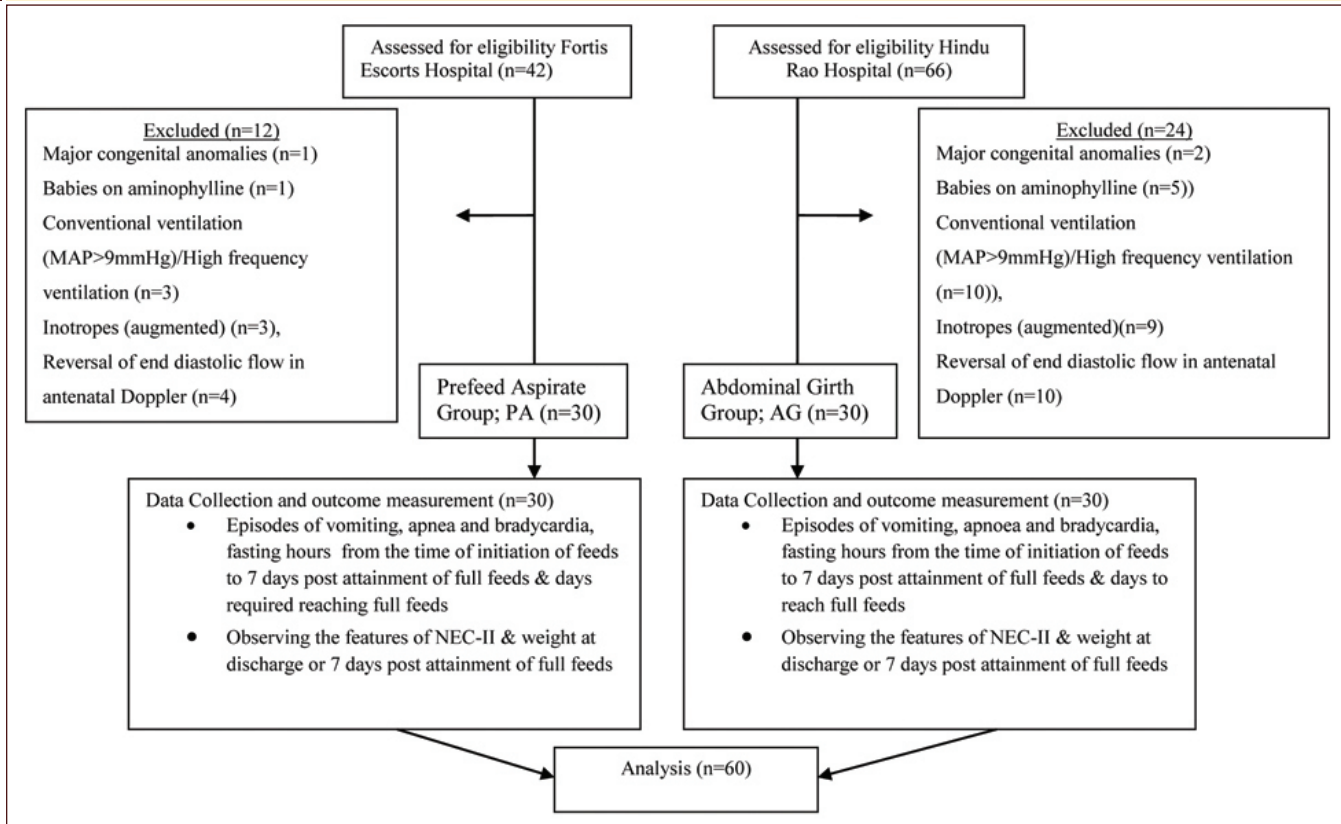 Assessed for eligibility Fortis
Escorts Hospital (n=42)
Assessed for eligibility Hindu
Rao Hospital (n=66)
Excluded (n=12)
Major congenital anomalies (n=1)
Babies on aminophylline (n=1)
Conventional ventilation
(MAP>9mmHg)/High frequency
ventilation (n=3)
Inotropes (augmented) (n=3),
Reversal of end diastolic flow in
antenatal Doppler (n=4)
Excluded (n=24)
Major congenital anomalies (n=2)
Babies on aminophylline (n=5))
Conventional ventilation
(MAP>9mmHg)/High frequency ventilation
(n=10)),
Inotropes (augmented)(n=9)
Reversal of end diastolic flow in antenatal
Doppler (n=10)
Prefeed Aspirate
Group; PA (n=30)
Abdominal Girth
Group; AG (n=30)
Data Collection and outcome measurement (n=30)
• Episodes of vomiting, apnea and bradycardia,
fasting hours from the time of initiation of feeds
to 7 days post attainment of full feeds & days
required reaching full feeds
• Observing the features of NEC-II & weight at
discharge or 7 days post attainment of full feeds
Data Collection and outcome measurement (n=30)
• Episodes of vomiting, apnoea and bradycardia,
fasting hours from the time of initiation of feeds
to 7 days post attainment of full feeds & days to
reach full feeds
• Observing the features of NEC-II & weight at
discharge or 7 days post attainment of full feeds
Analysis (n=60)